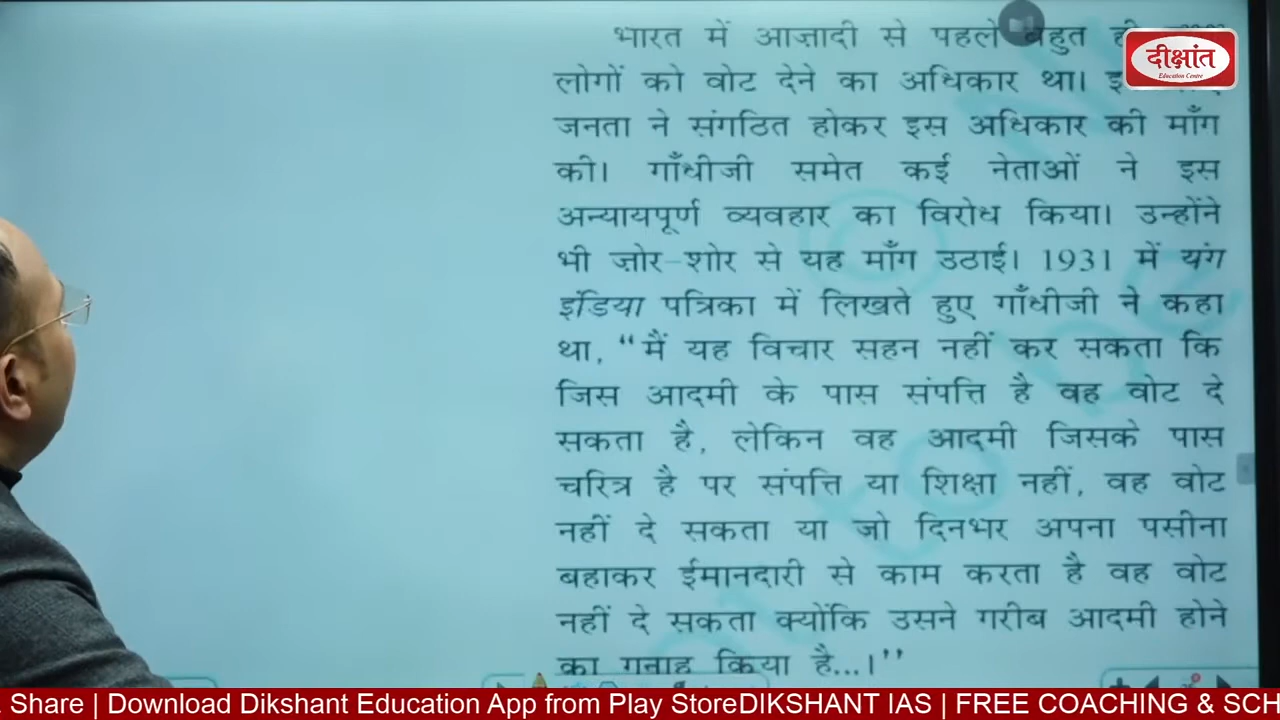 भारत में आज़ादी से पहले बहुत ही
लोगों को वोट देने का अधिकार था।
जनता ने संगठित होकर इस अधिकार की माँग
की। गाँधीजी समेत कई नेताओं ने इस
अन्यायपूर्ण व्यवहार का विरोध किया। उन्होंने
भी ज़ोर-शोर से यह माँग उठाई। 1931 में यंग
इंडिया पत्रिका में लिखते हुए गाँधीजी ने कहा
था, “मैं यह विचार सहन नहीं कर सकता कि
जिस आदमी के पास संपत्ति है वह वोट दे
सकता है, लेकिन वह आदमी जिसके पास
चरित्र है पर संपत्ति या शिक्षा नहीं, वह वोट
नहीं दे सकता या जो दिनभर अपना पसीना
बहाकर ईमानदारी से काम करता है वह वोट
नहीं दे सकता क्योंकि उसने गरीब आदमी होने
का गुनाह किया है...।”
दीक्षांत
Education Centre
Share | Download Dikshant Education App from Play StoreDIKSHANT IAS | FREE COACHING & SCH